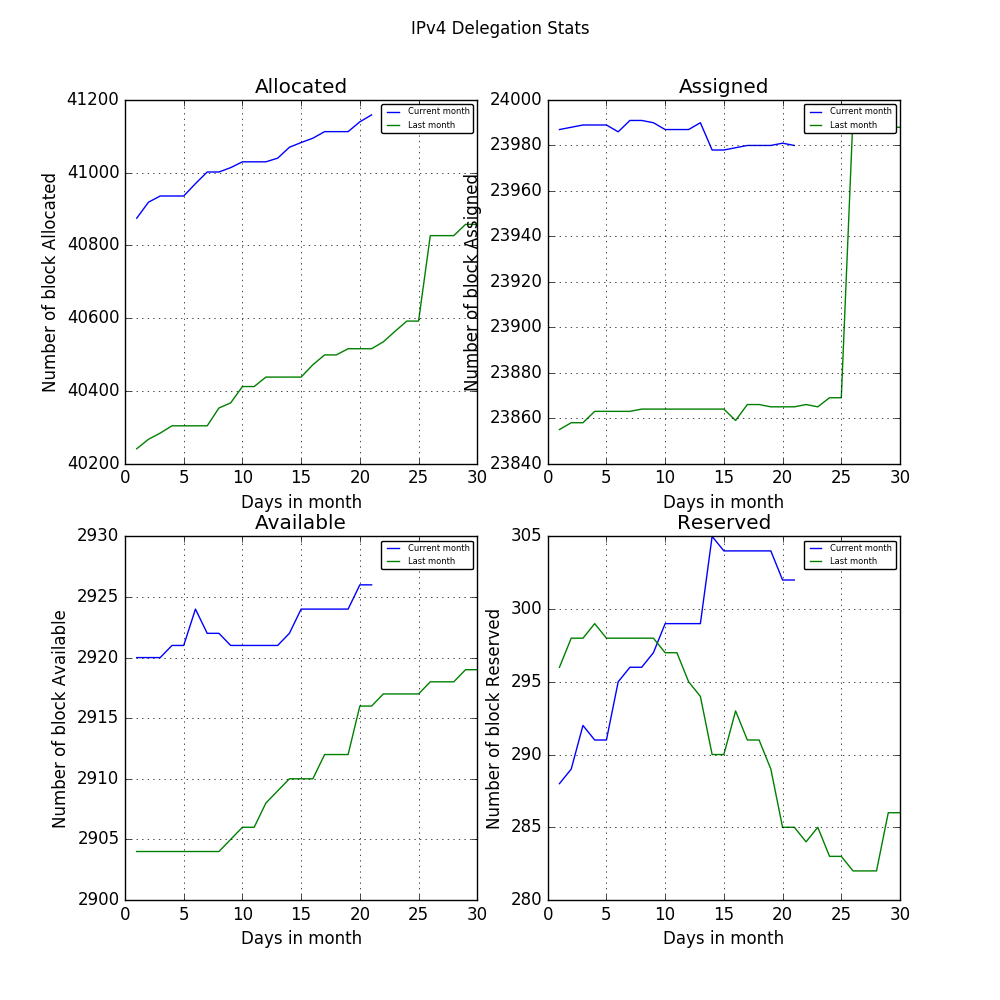 IPv4 Delegation Stats
Allocated
Number of block Allocated
41200
41000
40800
40600
40400
40200
0 5 10 15 20 25 30
Days in month
Current month
Last month
Assigned
Number of block Assigned
24000
23980
23960
23940
23920
23900
23880
23860
23840
0 5 10 15 20 25 30
Days in month
Current month
Last month
Available
Number of block Available
2930
2925
2920
2915
2910
2905
2900
0 5 10 15 20 25 30
Days in month
Current month
Last month
Reserved
Number of block Reserved
305
300
295
290
285
280
0 5 10 15 20 25 30
Days in month
Current month
Last month